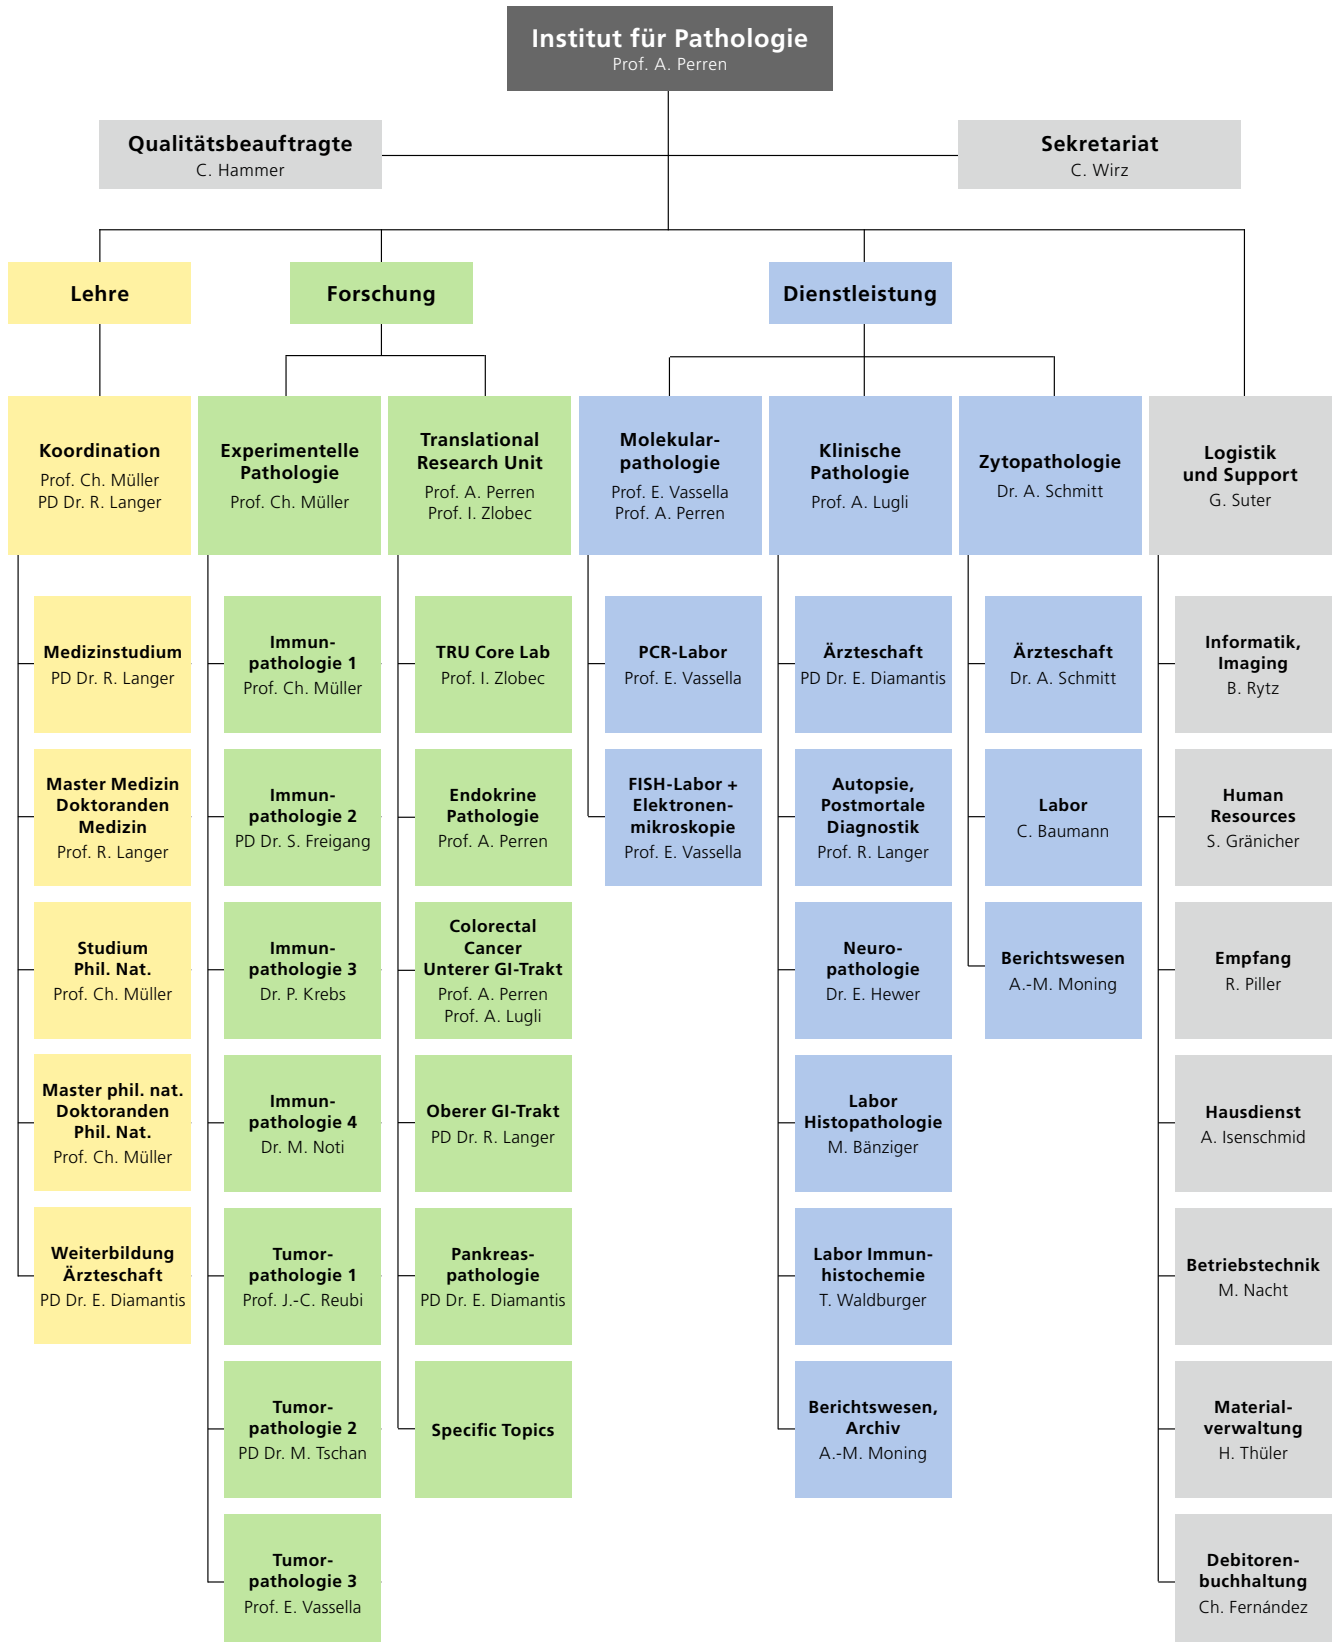 Institut für Pathologie
Prof. A. Perren
Qualitätsbeauftragte
C. Hammer
Sekretariat
C. Wirz
Lehre
Forschung
Dienstleistung
Koordination
Prof. Ch. Müller
PD Dr. R. Langer
Experimentelle
Pathologie
Prof. Ch. Müller
Translational
Research Unit
Prof. A. Perren
Prof. I. Zlobec
Molekular-
pathologie
Prof. E. Vassella
Prof. A. Perren
Klinische
Pathologie
Prof. A. Lugli
Zytopathologie
Dr. A. Schmitt
Logistik
und Support
G. Suter
Medizinstudium
PD Dr. R. Langer
Master Medizin
Doktoranden
Medizin
Prof. R. Langer
Studium
Phil. Nat.
Prof. Ch. Müller
Master phil. nat.
Doktoranden
Phil. Nat.
Prof. Ch. Müller
Weiterbildung
Ärzteschaft
PD Dr. E. Diamantis
Immun-
pathologie 1
Prof. Ch. Müller
Immun-
pathologie 2
PD Dr. S. Freigang
Immun-
pathologie 3
Dr. P. Krebs
Immun-
pathologie 4
Dr. M. Noti
Tumor-
pathologie 1
Prof. J.-C. Reubi
Tumor-
pathologie 2
PD Dr. M. Tschan
Tumor-
pathologie 3
Prof. E. Vassella
TRU Core Lab
Prof. I. Zlobec
Endokrine
Pathologie
Prof. A. Perren
Colorectal
Cancer
Unterer GI-Trakt
Prof. A. Perren
Prof. A. Lugli
Oberer GI-Trakt
PD Dr. R. Langer
Pankreas-
pathologie
PD Dr. E. Diamantis
Specific Topics
PCR-Labor
Prof. E. Vassella
FISH-Labor +
Elektronen-
mikroskopie
Prof. E. Vassella
Ärzteschaft
PD Dr. E. Diamantis
Autopsie,
Postmortale
Diagnostik
Prof. R. Langer
Neuro-
pathologie
Dr. E. Hewer
Labor
Histopathologie
M. Bänziger
Labor Immun-
histochemie
T. Waldburger
Berichtswesen,
Archiv
A.-M. Moning
Ärzteschaft
Dr. A. Schmitt
Labor
C. Baumann
Berichtswesen
A.-M. Moning
Informatik,
Imaging
B. Rytz
Human
Resources
S. Gränicher
Empfang
R. Piller
Hausdienst
A. Isenschmid
Betriebstechnik
M. Nacht
Material-
verwaltung
H. Thüler
Debitoren-
buchhaltung
Ch. Fernández